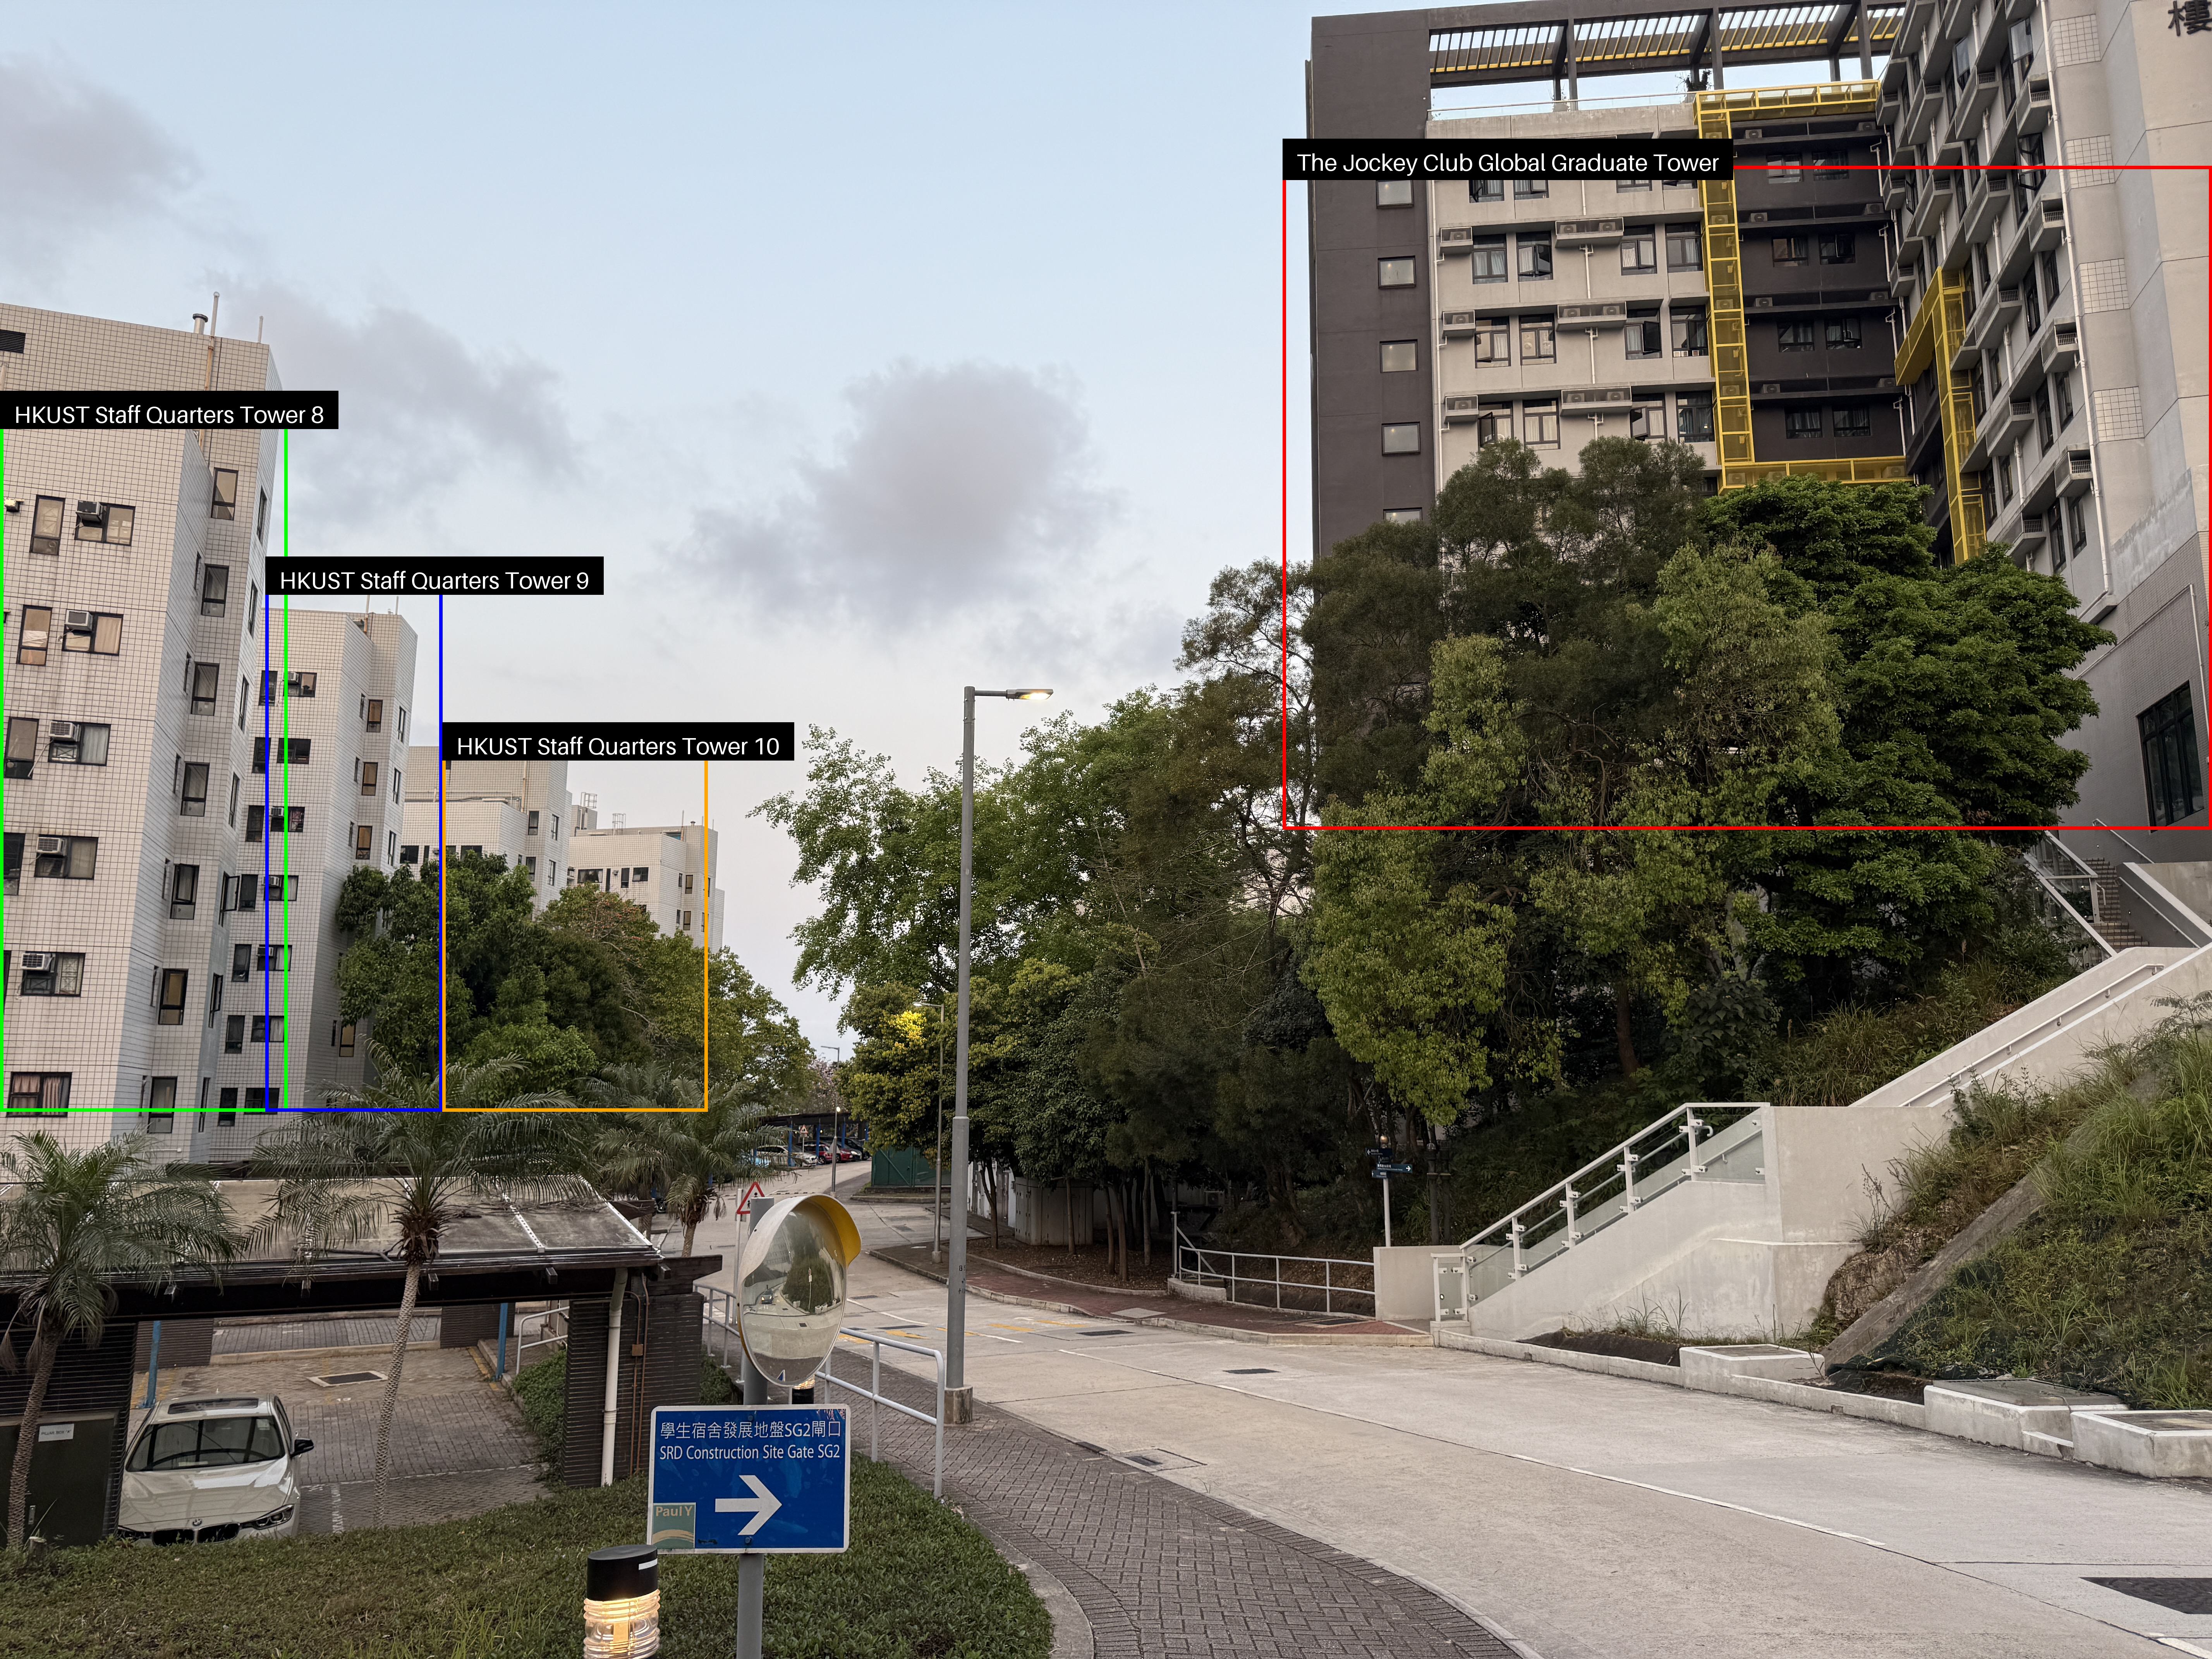 樓
The Jockey Club Global Graduate Tower
HKUST Staff Quarters Tower 8
HKUST Staff Quarters Tower 9
HKUST Staff Quarters Tower 10
學生宿舍發展地盤SG2閘口
SRD Construction Site Gate SG2
Paul Y